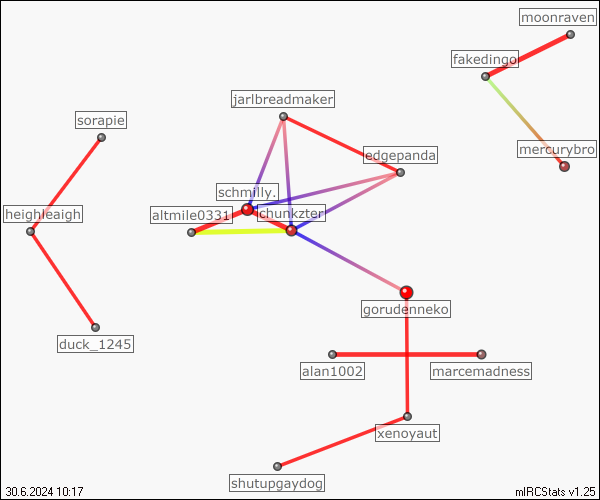 moonraven
fakedingo
jarlbreadmaker
sorapie
edgepanda
mercurybro
schmilly.
heighleaigh
altmile0331
chunkzter
gorudenneko
duck_1245
alan1002
marcemadness
xenoyaut
shutupgaydog
30.6.2024 10:17
mIRCStats v1.25